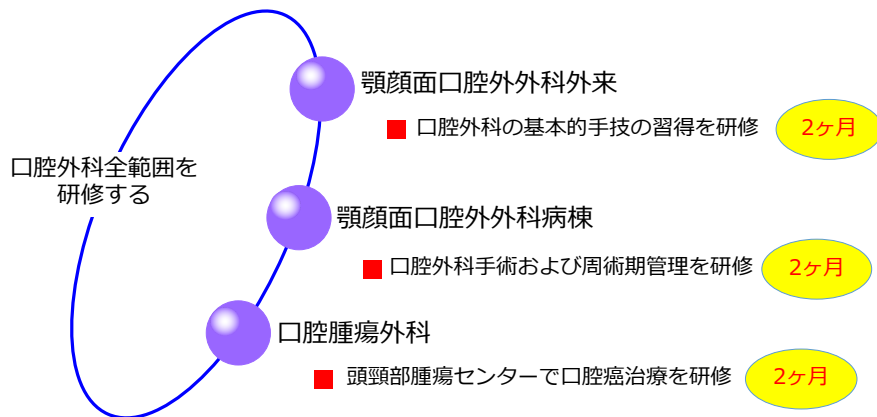 顎顔面口腔外外科外来
■ 口腔外科の基本的手技の習得を研修
2ヶ月
口腔外科全範囲を
研修する
顎顔面口腔外外科病棟
■ 口腔外科手術および周術期管理を研修
2ヶ月
口腔腫瘍外科
■ 頭頸部腫瘍センターで口腔癌治療を研修
2ヶ月